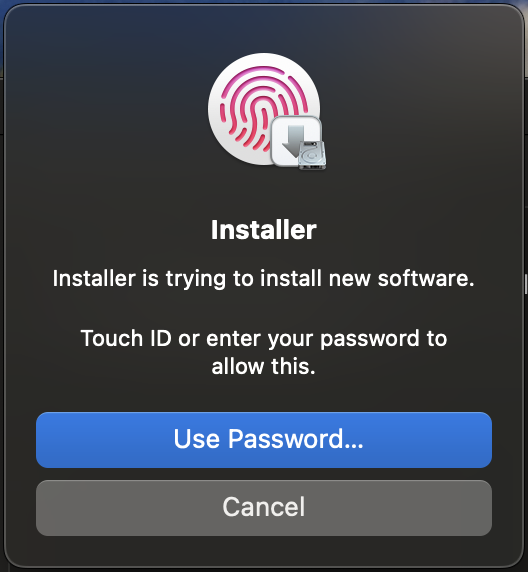 Installer
Installer is trying to install new software.
Touch ID or enter your password to
allow this.
Use Password...
Cancel